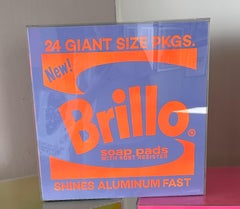 24 GIANT SIZE PKGS.
New!
Brillo®
soap pads
WITH RUST RESISTER
SHINES ALUMINUM FAST